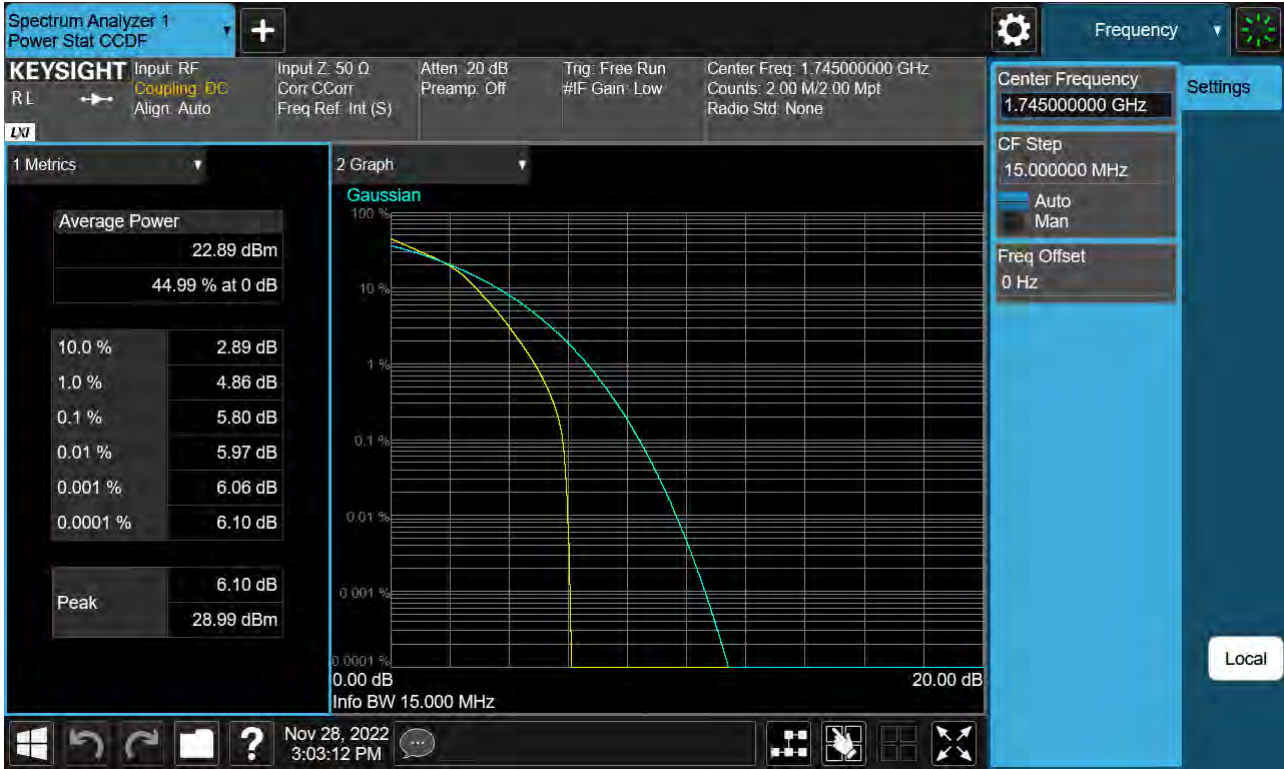 Spectrum Analyzer 1
Power Stat CCDF
+
Frequency
KEYSIGHT
R L
LXI
Input: RF
Coupling: DC
Align: Auto
Input Z: 50 Ω
Corr CCorr
Freq Ref: Int (S)
Atten: 20 dB
Preamp: Off
Trig: Free Run
#IF Gain: Low
Center Freq: 1.745000000 GHz
Counts: 2.00 M/2.00 Mpt
Radio Std: None
Center Frequency
1.745000000 GHz
Settings
CF Step
15.000000 MHz
Auto
Man
Freq Offset
0 Hz
Local
1 Metrics
Average Power
22.89 dBm
44.99 % at 0 dB
10.0 % 2.89 dB
1.0 % 4.86 dB
0.1 % 5.80 dB
0.01 % 5.97 dB
0.001 % 6.06 dB
0.0001 % 6.10 dB
Peak
6.10 dB
28.99 dBm
2 Graph
Gaussian
100 %
10 %
1 %
0.1 %
0.01 %
0.001 %
0.0001 %
0.00 dB 20.00 dB
Info BW 15.000 MHz
?
Nov 28, 2022
3:03:12 PM